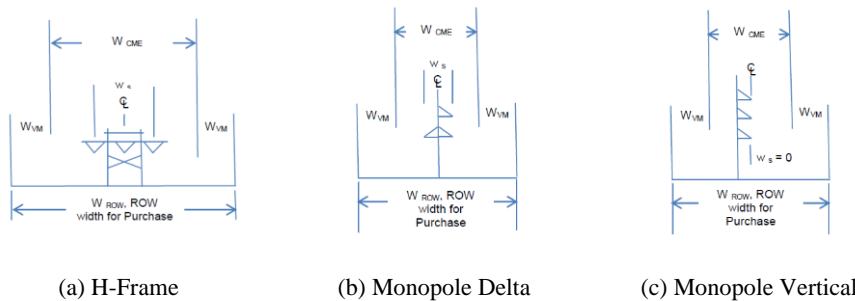 W CME
W s
℄
W VM
W VM
W ROW, ROW
width for Purchase
(a) H-Frame
W CME
W s
℄
W VM
W VM
W ROW, ROW
width for
Purchase
(b) Monopole Delta
W CME
℄
W VM
W VM
W s = 0
W ROW, ROW
width for
Purchase
(c) Monopole Vertical